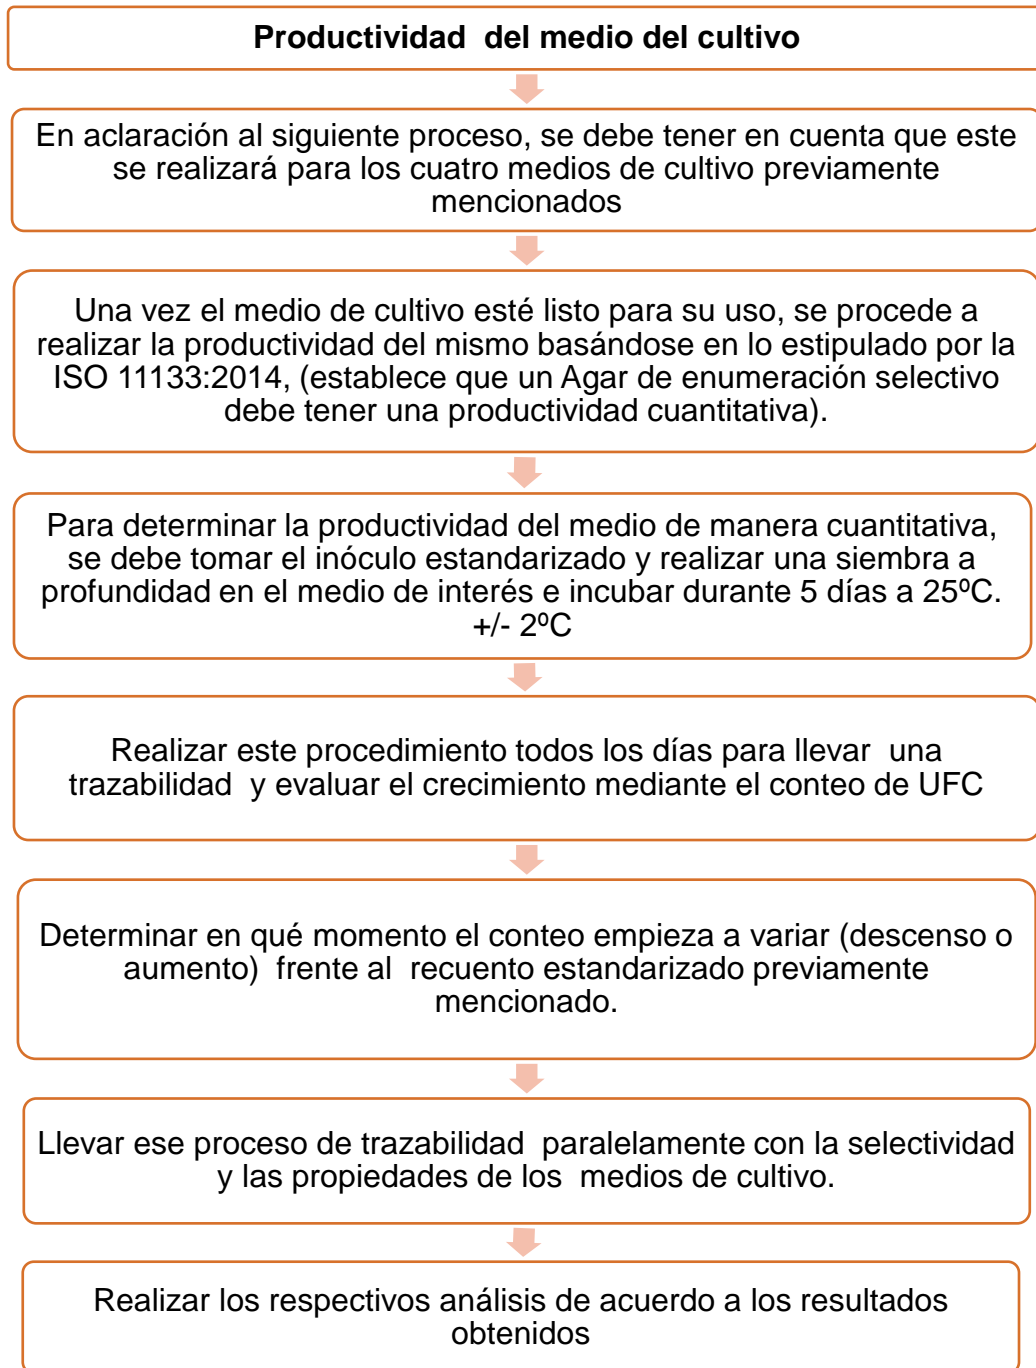 Productividad  del medio del cultivo
En aclaración al siguiente proceso, se debe tener en cuenta que este
se realizará para los cuatro medios de cultivo previamente
mencionados
Una vez el medio de cultivo esté listo para su uso, se procede a
realizar la productividad del mismo basándose en lo estipulado por la
ISO 11133:2014, (establece que un Agar de enumeración selectivo
debe tener una productividad cuantitativa).
Para determinar la productividad del medio de manera cuantitativa,
se debe tomar el inóculo estandarizado y realizar una siembra a
profundidad en el medio de interés e incubar durante 5 días a 25ºC.
+/- 2ºC
Realizar este procedimiento todos los días para llevar  una
trazabilidad  y evaluar el crecimiento mediante el conteo de UFC
Determinar en qué momento el conteo empieza a variar (descenso o
aumento)  frente al  recuento estandarizado previamente
mencionado.
Llevar ese proceso de trazabilidad  paralelamente con la selectividad
y las propiedades de los  medios de cultivo.
Realizar los respectivos análisis de acuerdo a los resultados
obtenidos